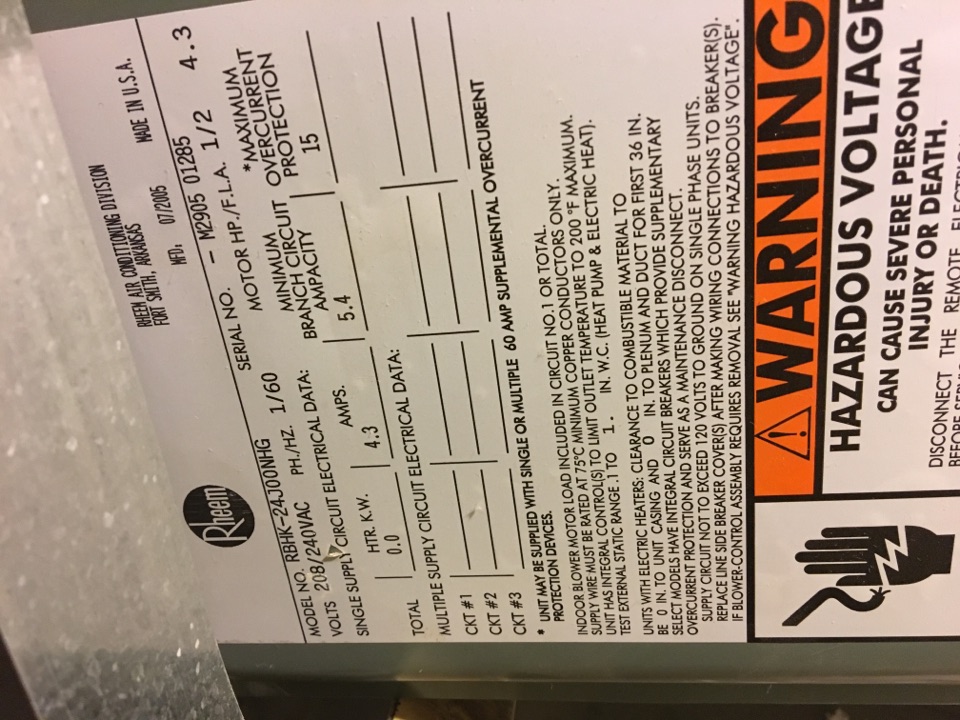 Rheem
RHEEM AIR CONDITIONING DIVISION
FORT SMITH, ARKANSAS MADE IN U.S.A.
MFD: 07/2005
MODEL NO. RBHK-24J00NHG SERIAL NO. - M2905 01285
VOLTS 208/240VAC PH./HZ. 1/60 MOTOR HP./F.L.A. 1/2 4.3
SINGLE SUPPLY CIRCUIT ELECTRICAL DATA: MINIMUM BRANCH CIRCUIT AMPACITY *MAXIMUM OVERCURRENT PROTECTION
HTR. K.W. AMPS.
0.0 4.3 5.4 15
TOTAL
MULTIPLE SUPPLY CIRCUIT ELECTRICAL DATA:
CKT #1
CKT #2
CKT #3
* UNIT MAY BE SUPPLIED WITH SINGLE OR MULTIPLE 60 AMP SUPPLEMENTAL OVERCURRENT
PROTECTION DEVICES.
INDOOR BLOWER MOTOR LOAD INCLUDED IN CIRCUIT NO.1 OR TOTAL.
SUPPLY WIRE MUST BE RATED AT 75°C MINIMUM COPPER CONDUCTORS ONLY.
UNIT HAS INTEGRAL CONTROL(S) TO LIMIT OUTLET TEMPERATURE TO 200 °F MAXIMUM.
TEST EXTERNAL STATIC RANGE .1 TO 1. IN. W.C. (HEAT PUMP & ELECTRIC HEAT).
UNITS WITH ELECTRIC HEATERS: CLEARANCE TO COMBUSTIBLE MATERIAL TO
BE 0 IN. TO UNIT CASING AND 0 IN. TO PLENUM AND DUCT FOR FIRST 36 IN.
SELECT MODELS HAVE INTEGRAL CIRCUIT BREAKERS WHICH PROVIDE SUPPLEMENTARY
OVERCURRENT PROTECTION AND SERVE AS A MAINTENANCE DISCONNECT.
SUPPLY CIRCUIT NOT TO EXCEED 120 VOLTS TO GROUND ON SINGLE PHASE UNITS.
REPLACE LINE SIDE BREAKER COVER(S) AFTER MAKING WIRING CONNECTIONS TO BREAKER(S).
IF BLOWER-CONTROL ASSEMBLY REQUIRES REMOVAL SEE "WARNING HAZARDOUS VOLTAGE".
WARNING
HAZARDOUS VOLTAGE
CAN CAUSE SEVERE PERSONAL
INJURY OR DEATH.
DISCONNECT THE REMOTE
BEFORE